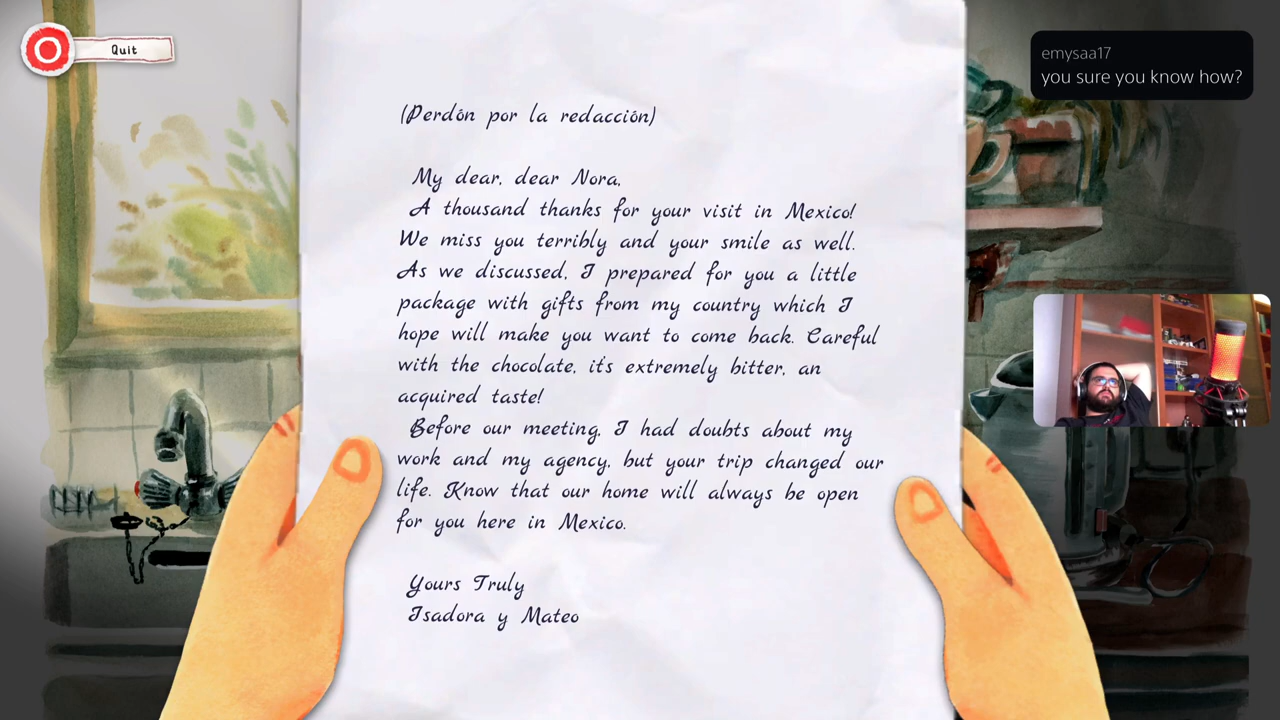 Quit
emysaa17
you sure you know how?
(Perdón por la redacción)
My dear, dear Nora,
A thousand thanks for your visit in Mexico!
We miss you terribly and your smile as well.
As we discussed, I prepared for you a little
package with gifts from my country which I
hope will make you want to come back. Careful
with the chocolate, it's extremely bitter, an
acquired taste!
Before our meeting, I had doubts about my
work and my agency, but your trip changed our
life. Know that our home will always be open
for you here in Mexico.
Yours Truly
Isadora y Mateo